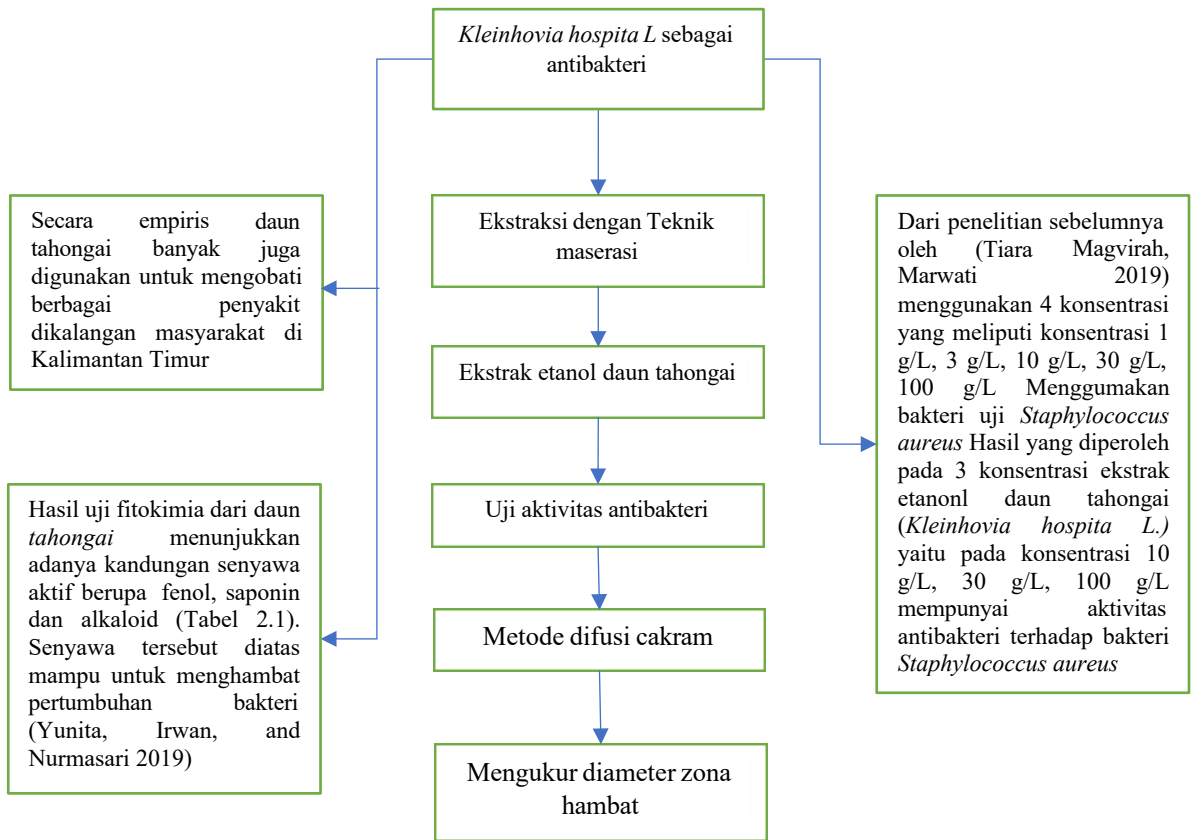 Kleinhovia hospita L sebagai
antibakteri
Secara empiris daun
tahongai banyak juga
digunakan untuk mengobati
berbagai penyakit
dikalangan masyarakat di
Kalimantan Timur
Hasil uji fitokimia dari daun
tahongai menunjukkan
adanya kandungan senyawa
aktif berupa fenol, saponin
dan alkaloid (Tabel 2.1).
Senyawa tersebut diatas
mampu untuk menghambat
pertumbuhan bakteri
(Yunita, Irwan, and
Nurmasari 2019)
Ekstraksi dengan Teknik
maserasi
Ekstrak etanol daun tahongai
Uji aktivitas antibakteri
Metode difusi cakram
Mengukur diameter zona
hambat
Dari penelitian sebelumnya
oleh (Tiara Magvirah,
Marwati 2019)
menggunakan 4 konsentrasi
yang meliputi konsentrasi 1
g/L, 3 g/L, 10 g/L, 30 g/L,
100 g/L Menggumakan
bakteri uji Staphylococcus
aureus Hasil yang diperoleh
pada 3 konsentrasi ekstrak
etanonl daun tahongai
(Kleinhovia hospita L.)
yaitu pada konsentrasi 10
g/L, 30 g/L, 100 g/L
mempunyai aktivitas
antibakteri terhadap bakteri
Staphylococcus aureus